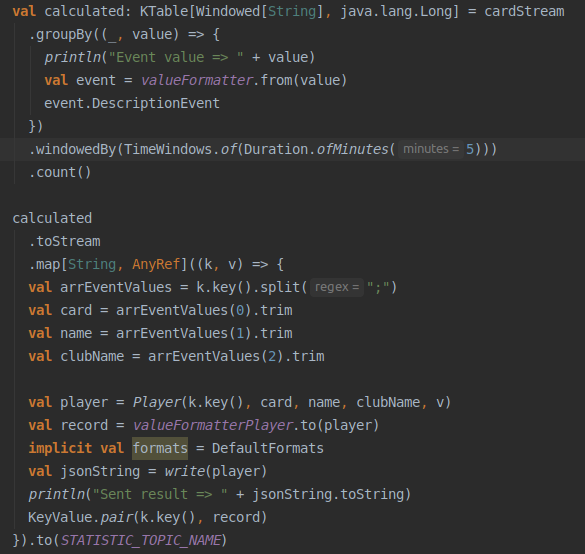 val calculated: KTable[Windowed[String], java.lang.Long] = cardStream
  .groupBy((_, value) => {
    println("Event value => " + value)
    val event = valueFormatter.from(value)
    event.DescriptionEvent
  })
  .windowedBy(TimeWindows.of(Duration.ofMinutes( minutes = 5)))
  .count()

calculated
  .toStream
  .map[String, AnyRef]((k, v) => {
  val arrEventValues = k.key().split( regex = ";")
  val card = arrEventValues(0).trim
  val name = arrEventValues(1).trim
  val clubName = arrEventValues(2).trim

  val player = Player(k.key(), card, name, clubName, v)
  val record = valueFormatterPlayer.to(player)
  implicit val formats = DefaultFormats
  val jsonString = write(player)
  println("Sent result => " + jsonString.toString)
  KeyValue.pair(k.key(), record)
}).to(STATISTIC_TOPIC_NAME)